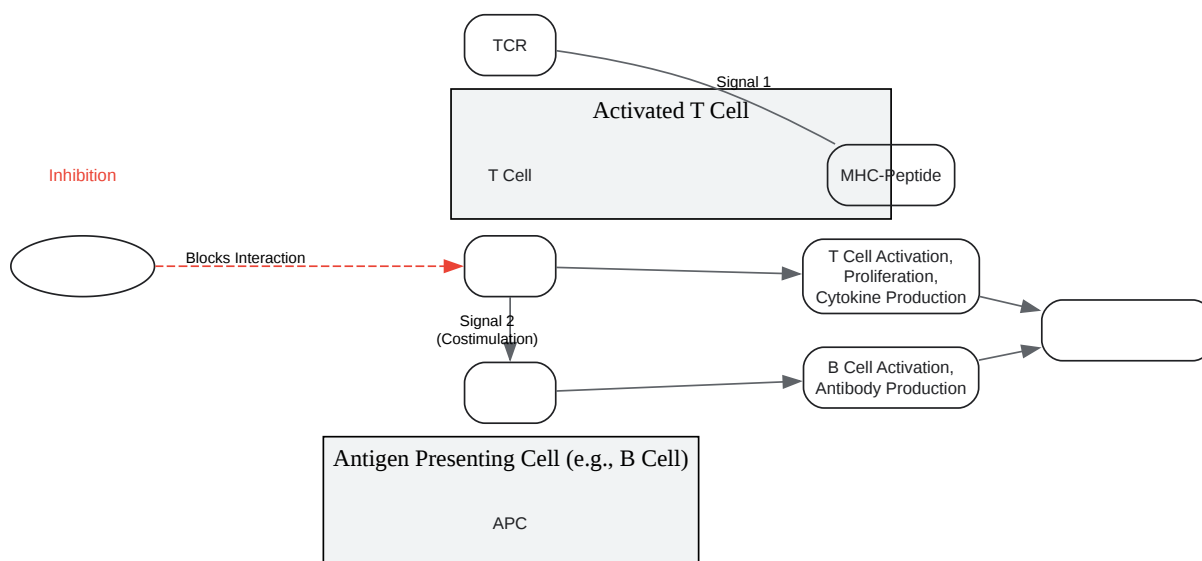 TCR
Signal 1
Activated T Cell
Inhibition
T Cell
MHC-Peptide
Blocks Interaction
T Cell Activation,
Proliferation,
Cytokine Production
Signal 2
(Costimulation)
B Cell Activation,
Antibody Production
Antigen Presenting Cell (e.g., B Cell)
APC